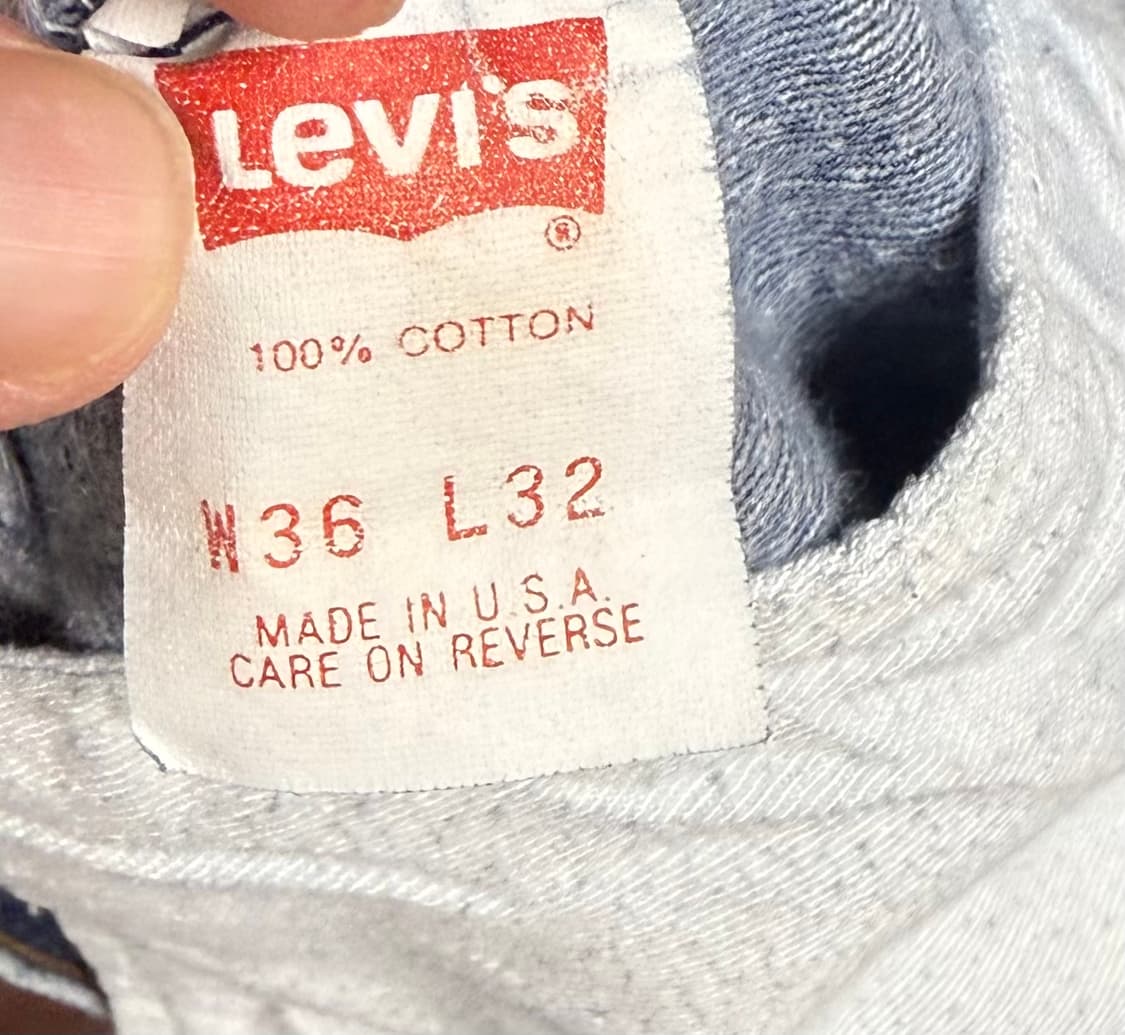 Levi's
®
100% COTTON
W36 L32
MADE IN U.S.A.
CARE ON REVERSE